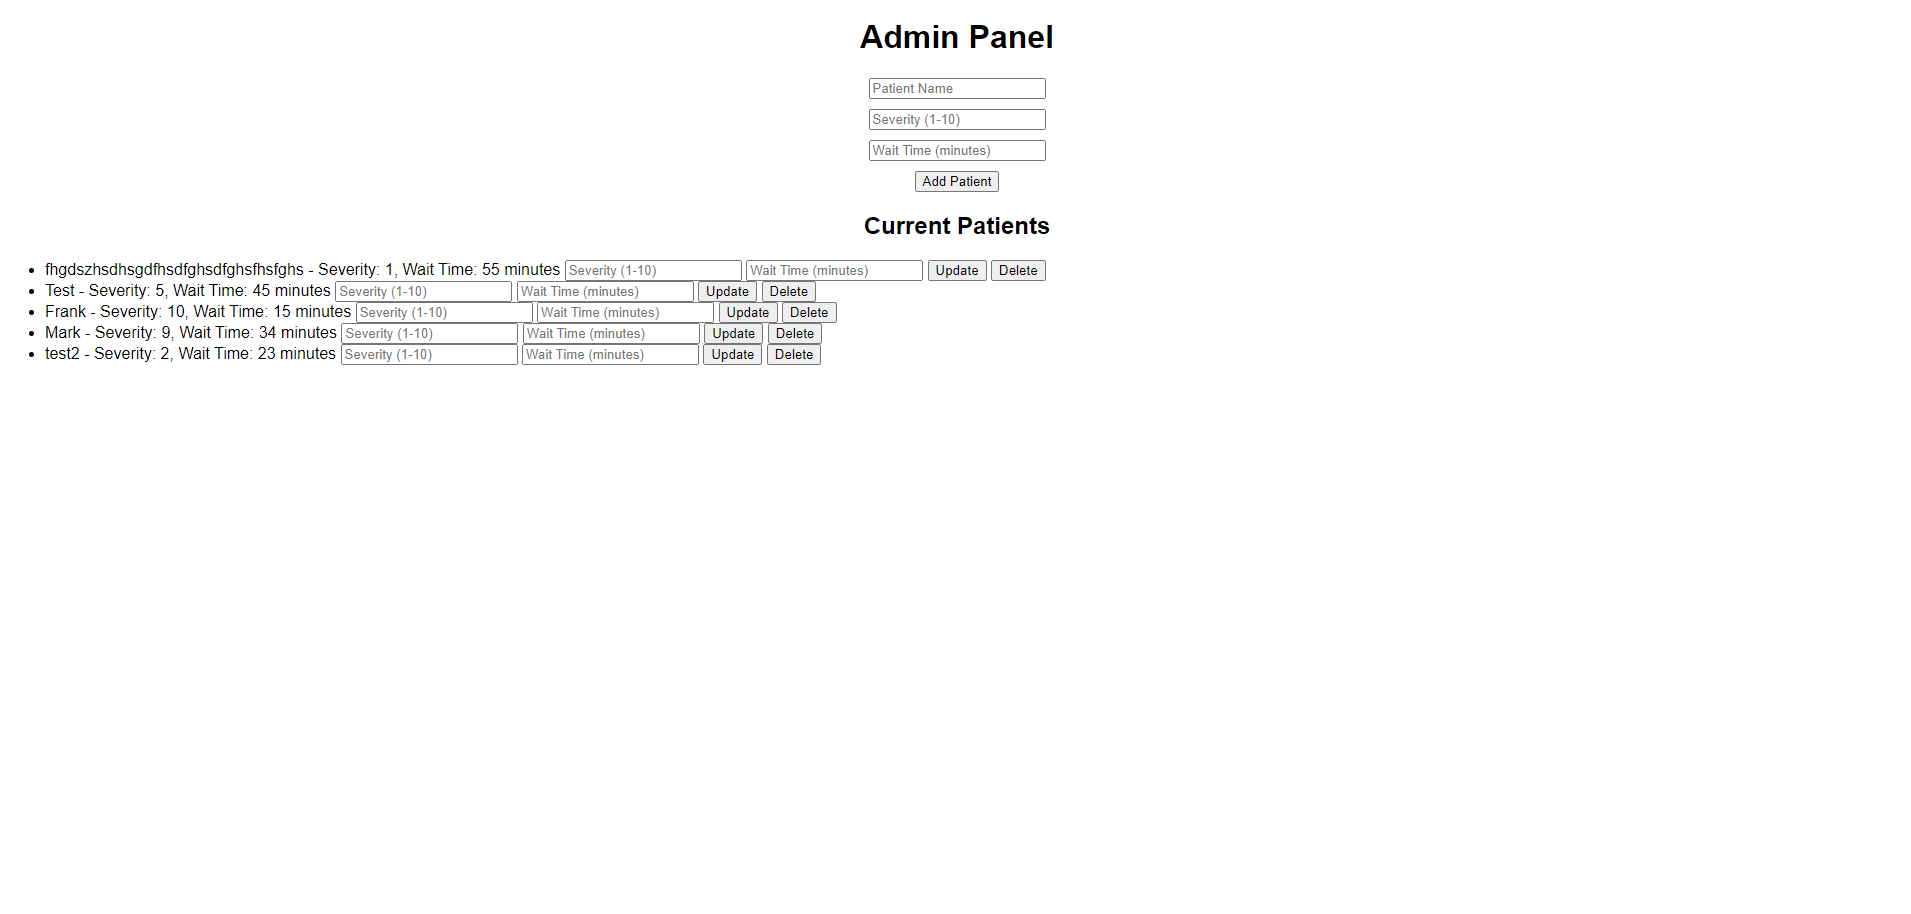 Admin Panel
Patient Name
Severity (1-10)
Wait Time (minutes)
Add Patient
Current Patients
fhgdszhsdhsgdfhsdfghsdfghsfhsfghs - Severity: 1, Wait Time: 55 minutes Severity (1-10) Wait Time (minutes) Update Delete
Test - Severity: 5, Wait Time: 45 minutes Severity (1-10) Wait Time (minutes) Update Delete
Frank - Severity: 10, Wait Time: 15 minutes Severity (1-10) Wait Time (minutes) Update Delete
Mark - Severity: 9, Wait Time: 34 minutes Severity (1-10) Wait Time (minutes) Update Delete
test2 - Severity: 2, Wait Time: 23 minutes Severity (1-10) Wait Time (minutes) Update Delete